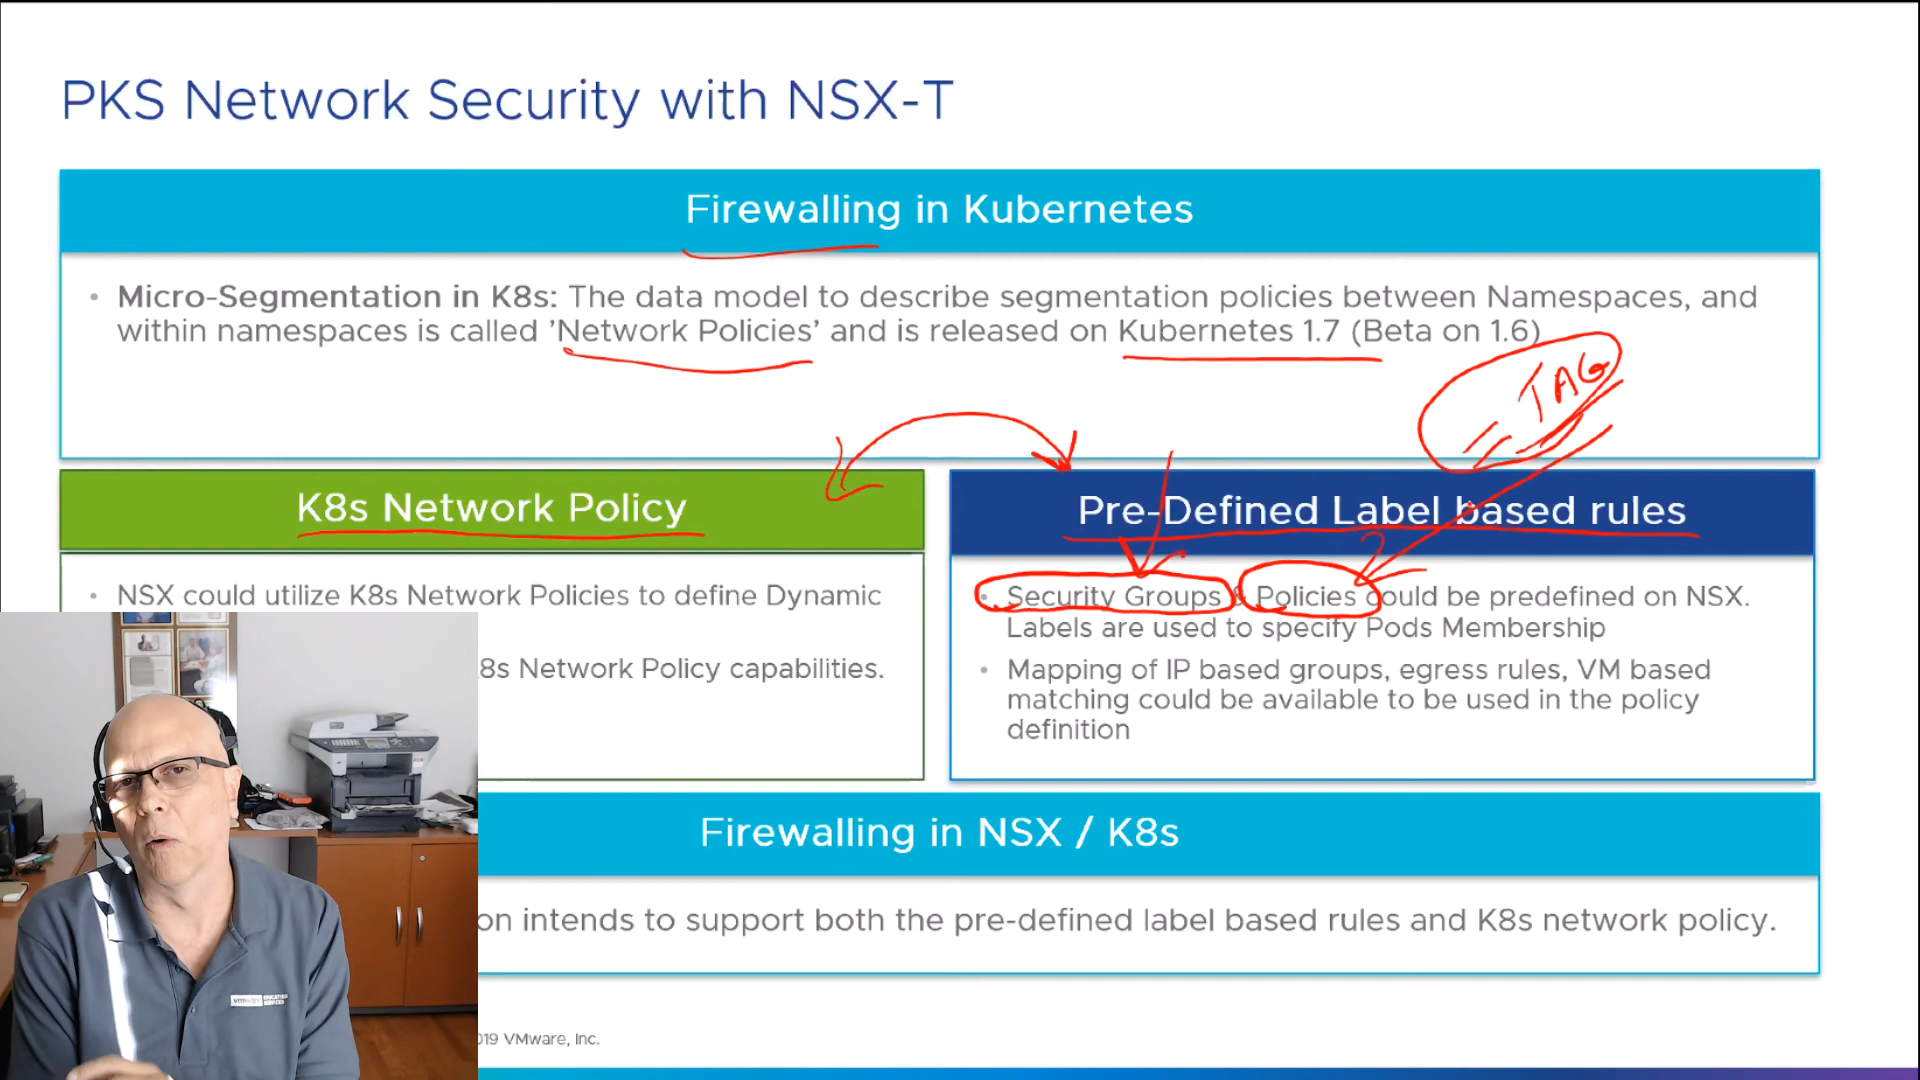 PKS Network Security with NSX-T
Firewalling in Kubernetes
• Micro-Segmentation in K8s: The data model to describe segmentation policies between Namespaces, and
within namespaces is called ’Network Policies’ and is released on Kubernetes 1.7 (Beta on 1.6)
= TAG
K8s Network Policy
• NSX could utilize K8s Network Policies to define Dynamic
8s Network Policy capabilities.
Pre-Defined Label based rules
• Security Groups & Policies could be predefined on NSX.
Labels are used to specify Pods Membership
• Mapping of IP based groups, egress rules, VM based
matching could be available to be used in the policy
definition
Firewalling in NSX / K8s
on intends to support both the pre-defined label based rules and K8s network policy.
vmware EDUCATION
SERVICES
019 VMware, Inc.